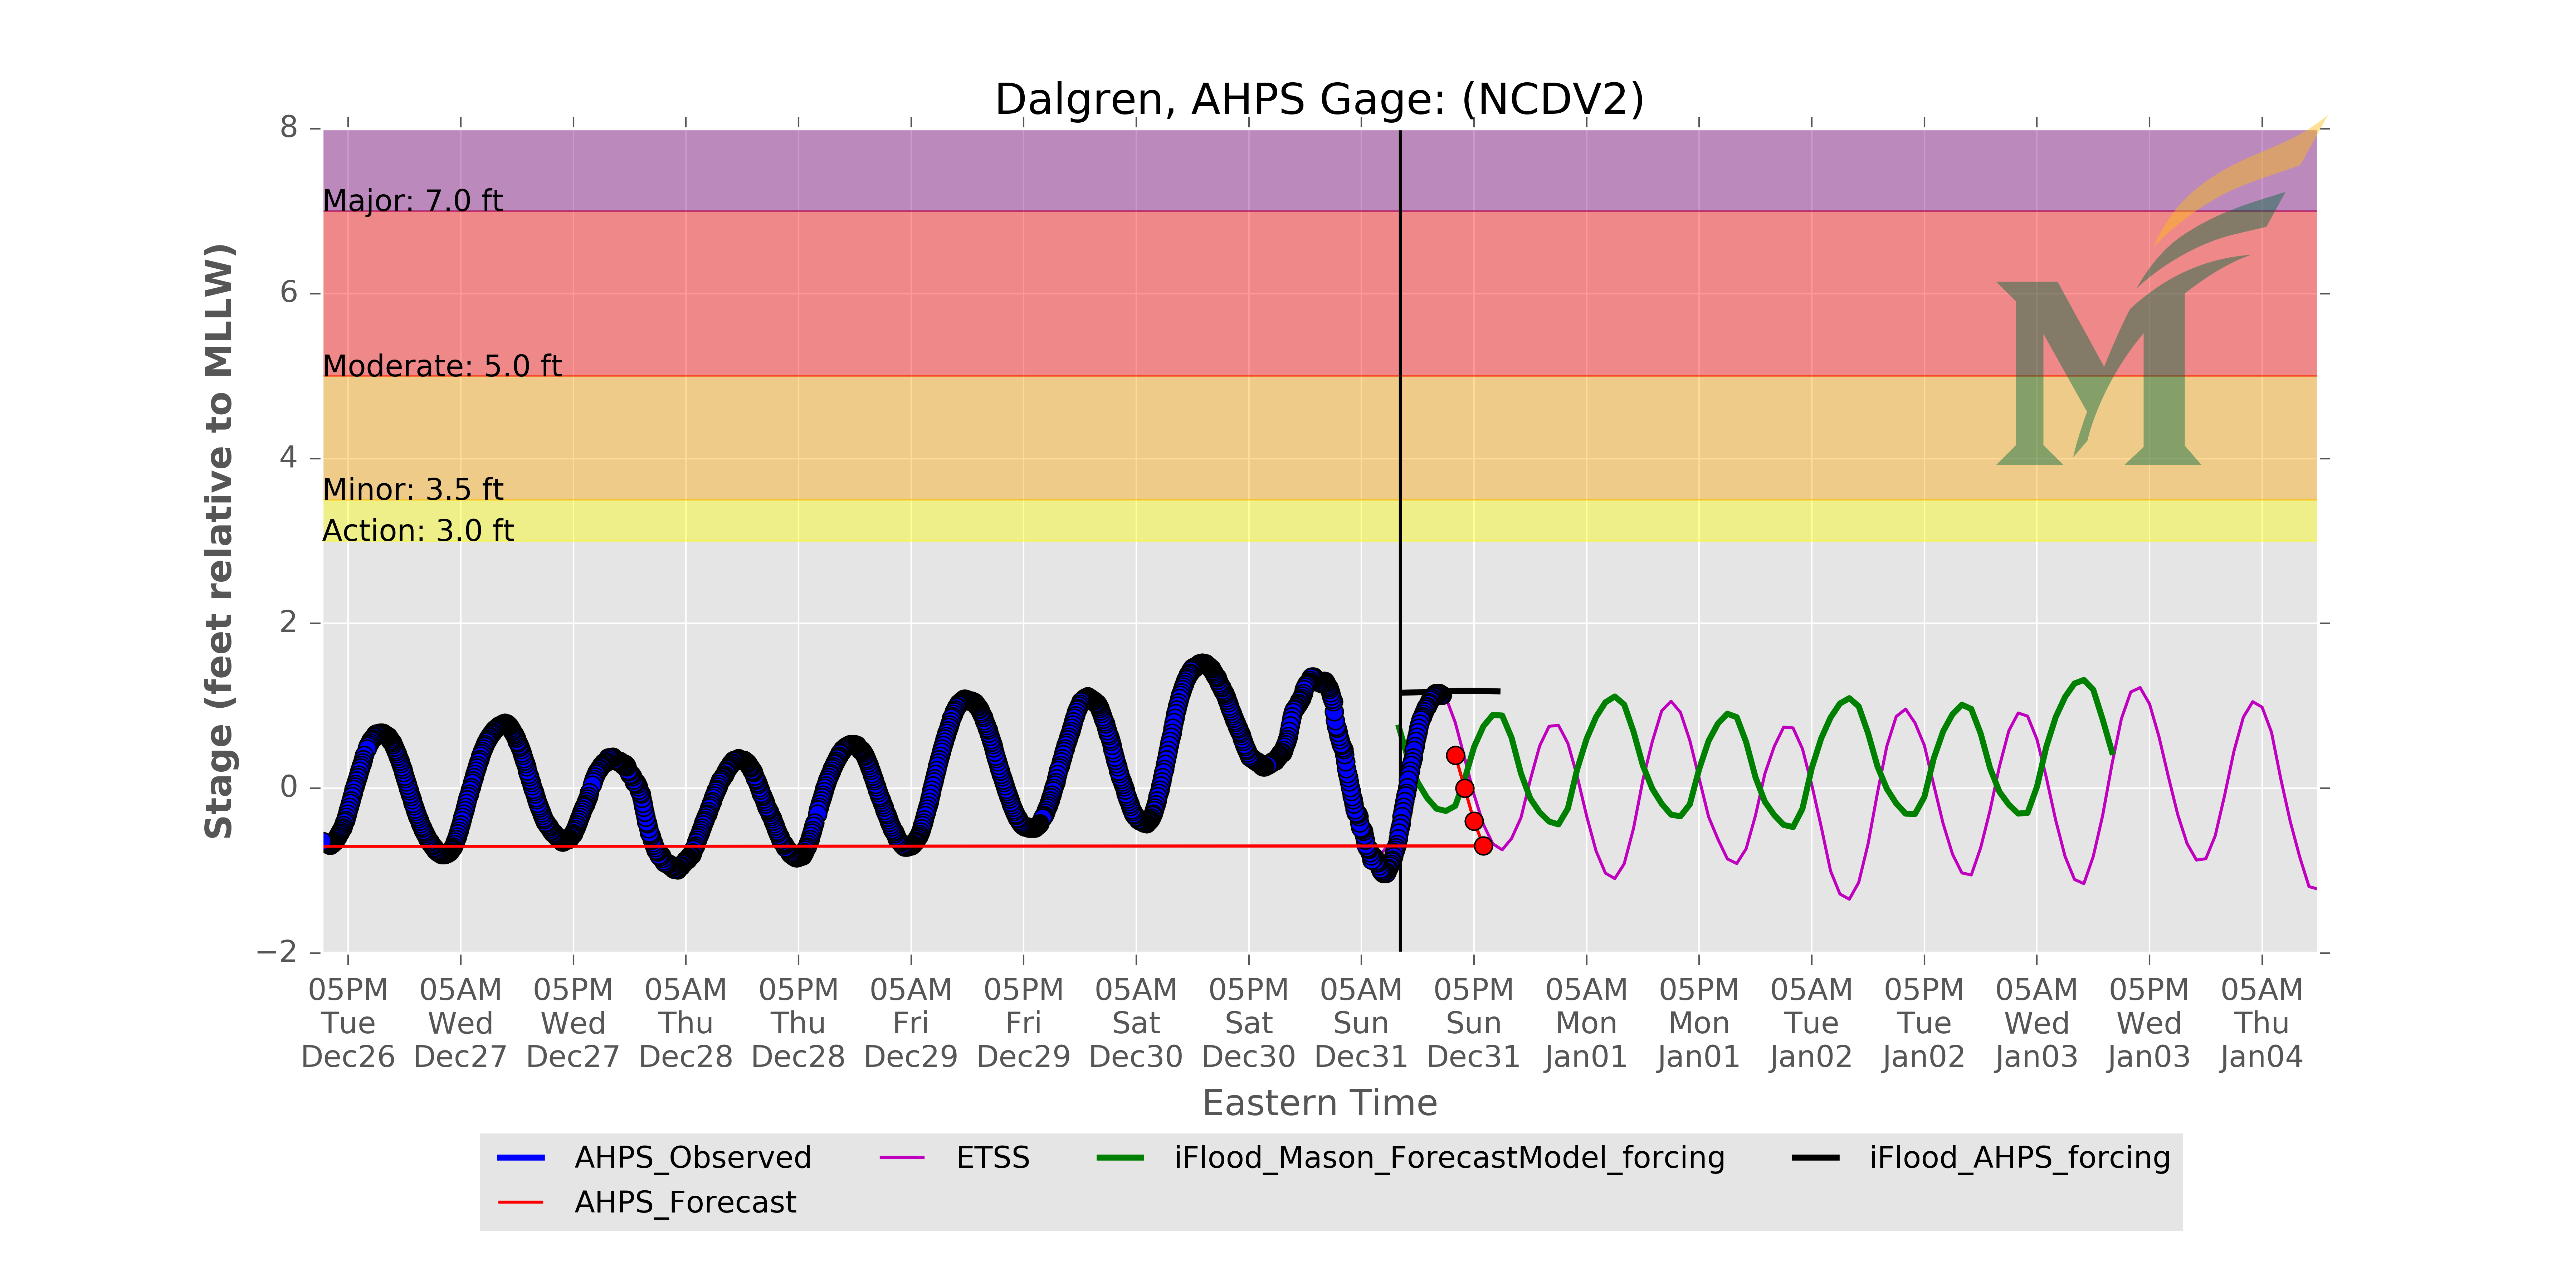 Dalgren, AHPS Gage: (NCDV2)
8
Major: 7.0 ft
6
Moderate: 5.0 ft
4
Minor: 3.5 ft
Action: 3.0 ft
2
0
−2
Stage (feet relative to MLLW)
05PM 05AM 05PM 05AM 05PM 05AM 05PM 05AM 05PM 05AM 05PM 05AM 05PM 05AM 05PM 05AM 05PM 05AM
Tue Wed Wed Thu Thu Fri Fri Sat Sat Sun Sun Mon Mon Tue Tue Wed Wed Thu
Dec26 Dec27 Dec27 Dec28 Dec28 Dec29 Dec29 Dec30 Dec30 Dec31 Dec31 Jan01 Jan01 Jan02 Jan02 Jan03 Jan03 Jan04
Eastern Time
AHPS_Observed ETSS iFlood_Mason_ForecastModel_forcing iFlood_AHPS_forcing
AHPS_Forecast
M